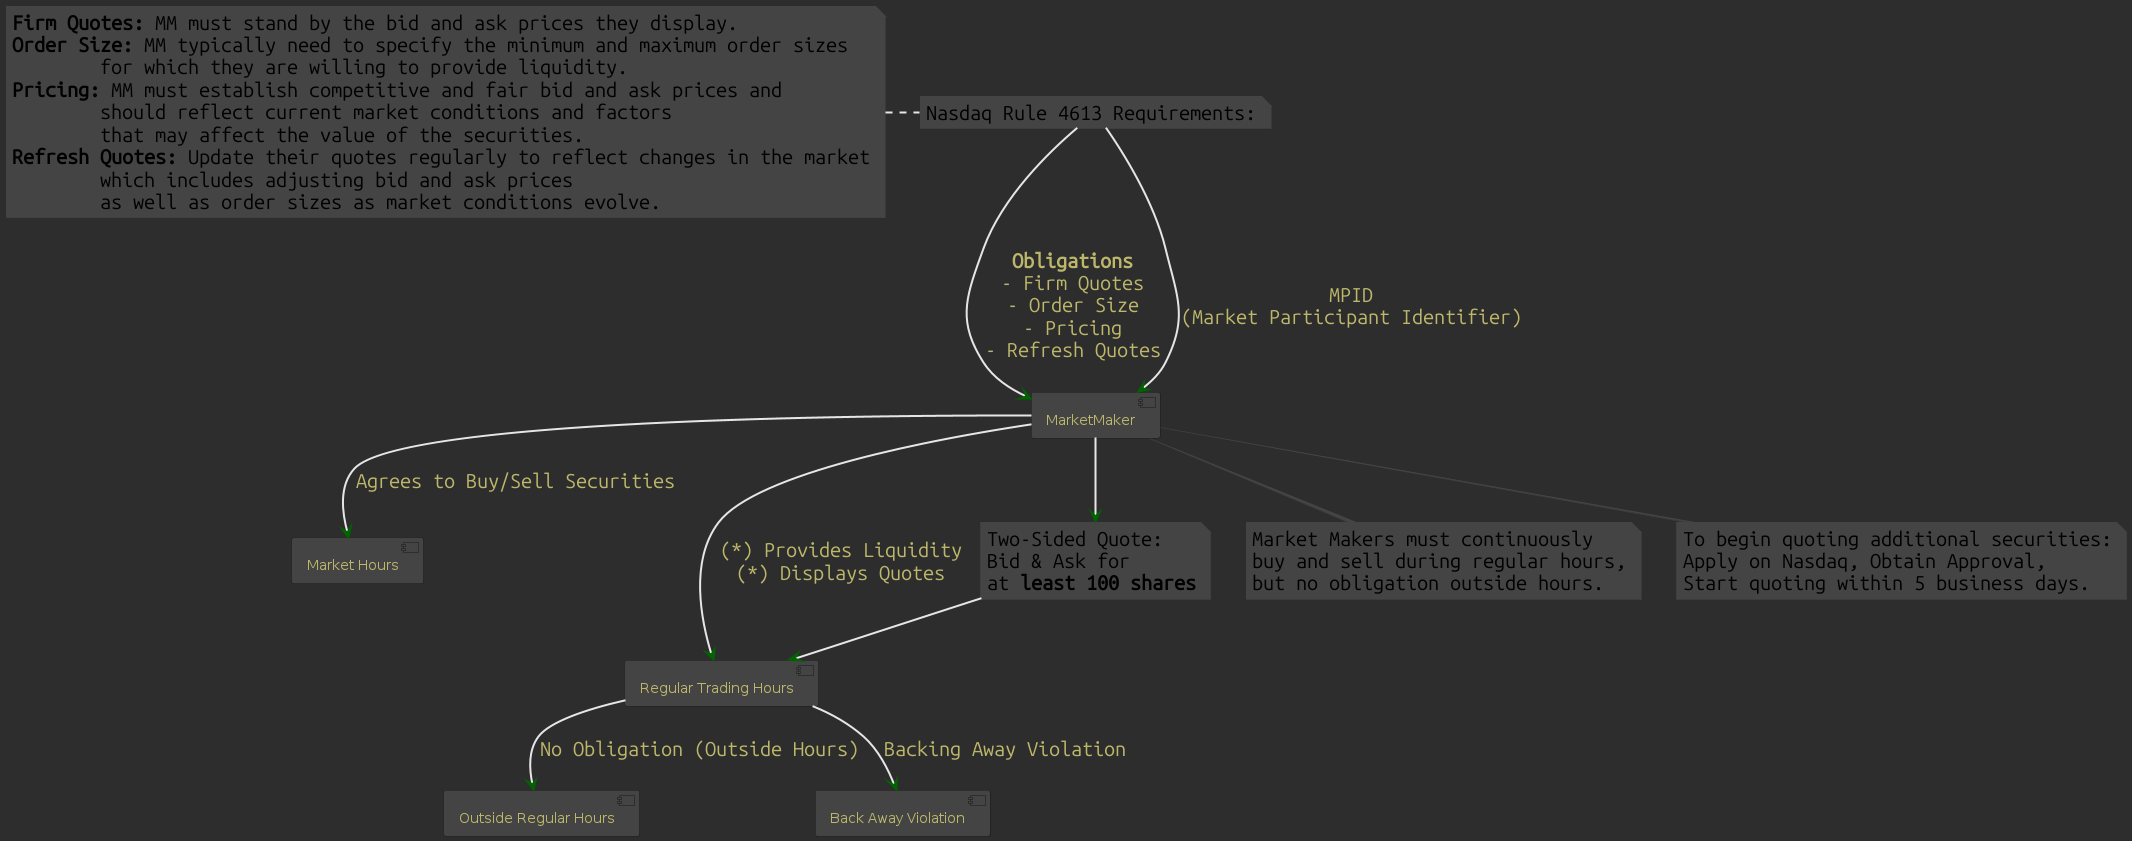 Firm Quotes: MM must stand by the bid and ask prices they display.
Order Size: MM typically need to specify the minimum and maximum order sizes
for which they are willing to provide liquidity.
Pricing: MM must establish competitive and fair bid and ask prices and
should reflect current market conditions and factors
that may affect the value of the securities.
Refresh Quotes: Update their quotes regularly to reflect changes in the market
which includes adjusting bid and ask prices
as well as order sizes as market conditions evolve.
Nasdaq Rule 4613 Requirements:
Obligations
- Firm Quotes
- Order Size
- Pricing
- Refresh Quotes
MPID
(Market Participant Identifier)
MarketMaker
Agrees to Buy/Sell Securities
Market Hours
(*) Provides Liquidity
(*) Displays Quotes
Two-Sided Quote:
Bid & Ask for
at least 100 shares
Market Makers must continuously
buy and sell during regular hours,
but no obligation outside hours.
To begin quoting additional securities:
Apply on Nasdaq, Obtain Approval,
Start quoting within 5 business days.
Regular Trading Hours
No Obligation (Outside Hours)
Backing Away Violation
Outside Regular Hours
Back Away Violation